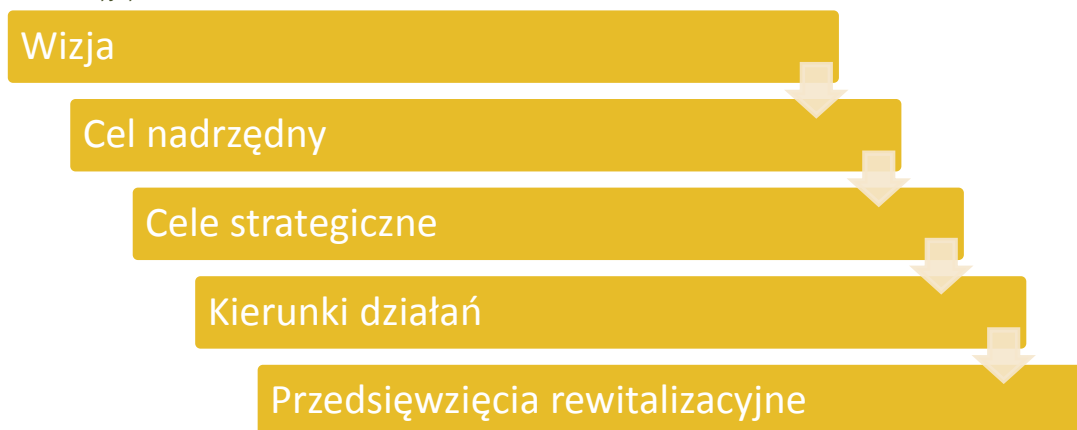 Wizja
Cel nadrzędny
Cele strategiczne
Kierunki działań
Przedsięwzięcia rewitalizacyjne